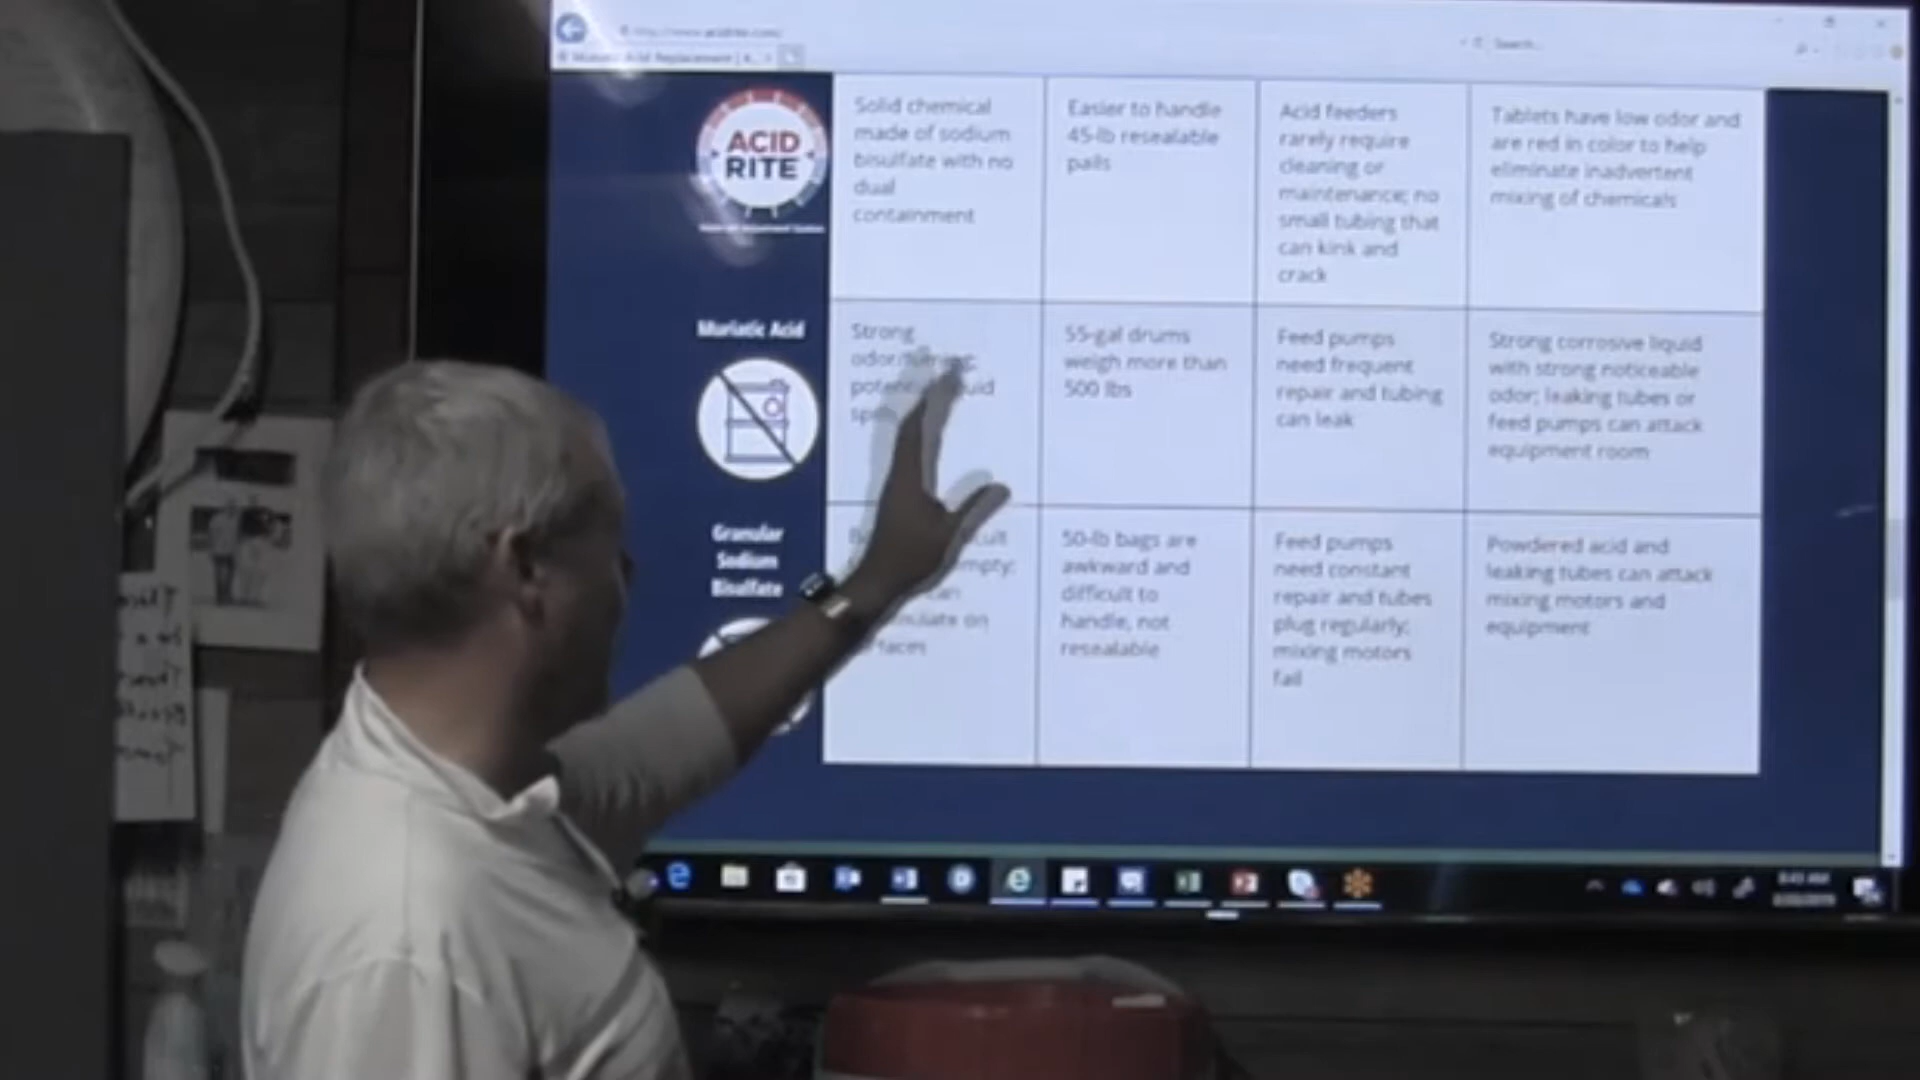 Search...
Muriatic Acid Replacement |
ACID
RITE
Solid chemical
made of sodium
bisulfate with no
dual
containment
Easier to handle
45-lb resealable
pails
Acid feeders
rarely require
cleaning or
maintenance; no
small tubing that
can kink and
crack
Tablets have low odor and
are red in color to help
eliminate inadvertent
mixing of chemicals
Muriatic Acid
Strong
55-gal drums
weigh more than
500 lbs
Feed pumps
need frequent
repair and tubing
can leak
Strong corrosive liquid
with strong noticeable
odor; leaking tubes or
feed pumps can attack
equipment room
Granular
Sodium
Bisulfate
on
50-lb bags are
awkward and
difficult to
handle, not
resealable
Feed pumps
need constant
repair and tubes
plug regularly;
mixing motors
fail
Powdered acid and
leaking tubes can attack
mixing motors and
equipment